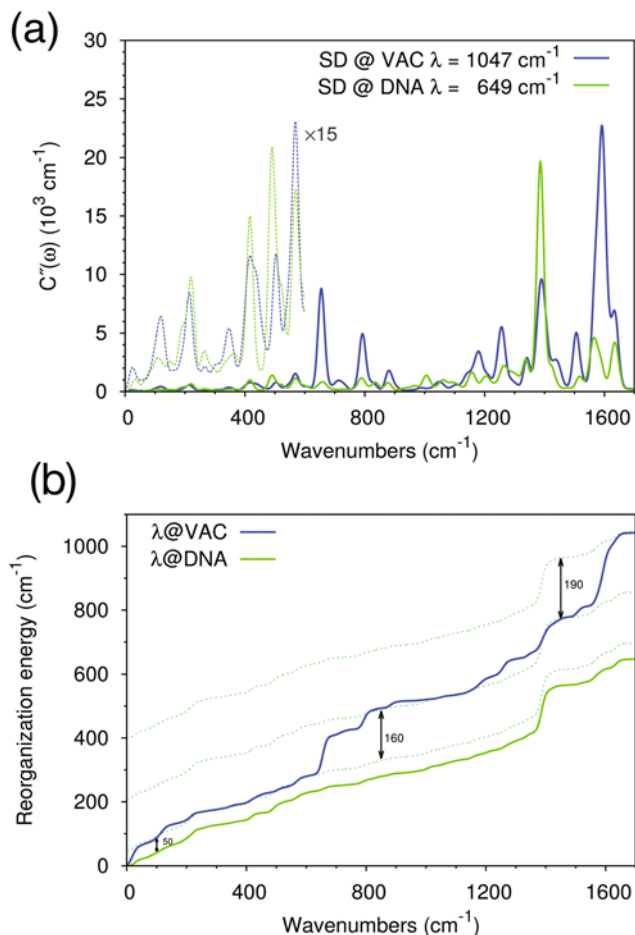 (a)
30
25
20
15
10
5
0
C″(ω) (10³ cm⁻¹)
SD @ VAC λ = 1047 cm⁻¹
SD @ DNA λ = 649 cm⁻¹
×15
0 400 800 1200 1600
Wavenumbers (cm⁻¹)
(b)
1000
800
600
400
200
0
Reorganization energy (cm⁻¹)
λ@VAC
λ@DNA
190
160
50
0 400 800 1200 1600
Wavenumbers (cm⁻¹)